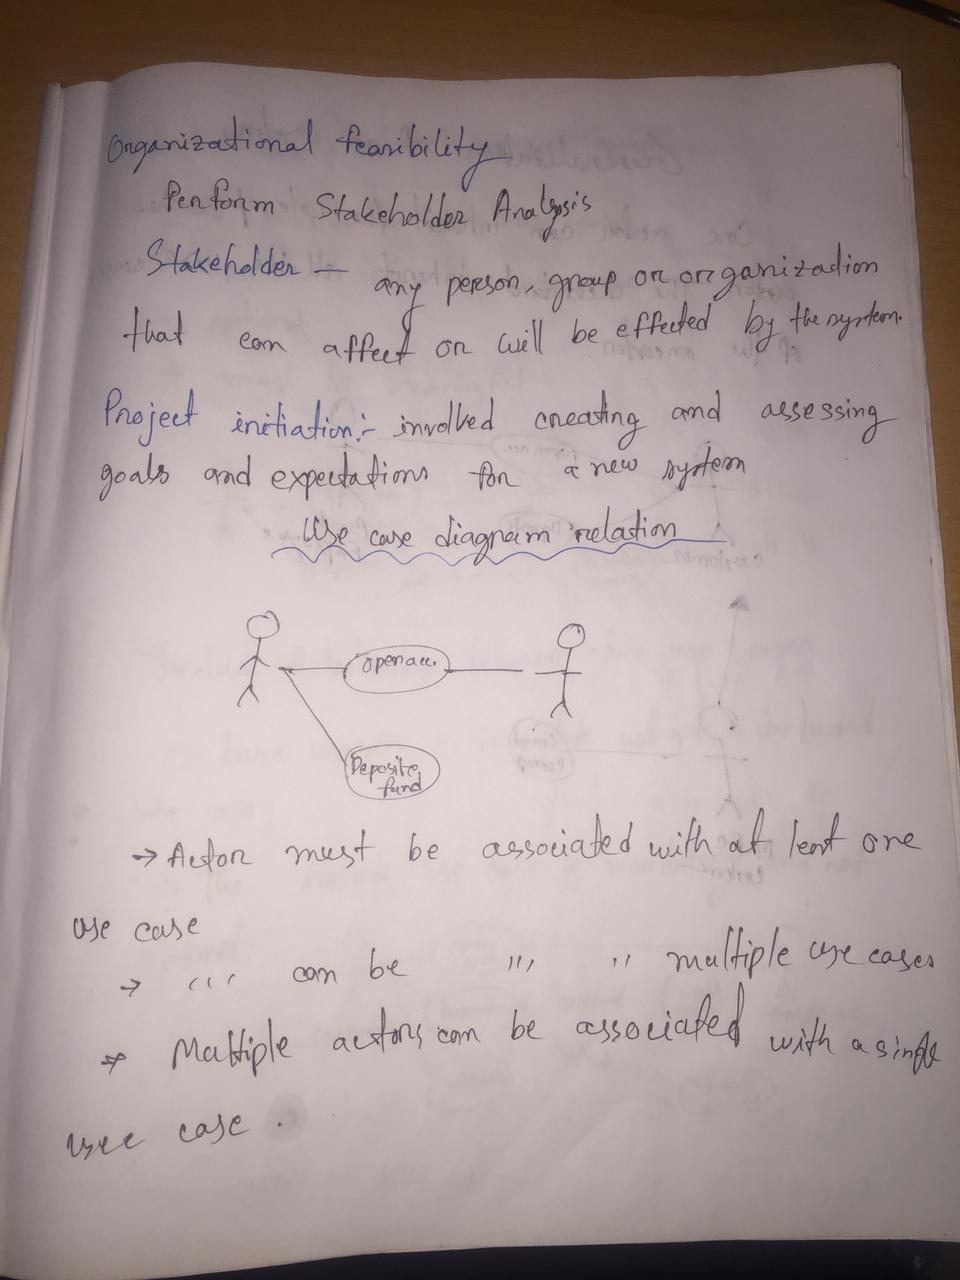 Organizational feasibility
Perform Stakeholder Analysis
Stakeholder — any person, group or organization
that can affect or will be effected by the system.
Project initiation:- involved creating and assessing
goals and expectations for a new system
Use case diagram relation
open acc.
Deposite
fund
→ Actor must be associated with at least one
use case
→ ''' can be ''' '' multiple use cases
→ Multiple actors can be associated with a single
use case .